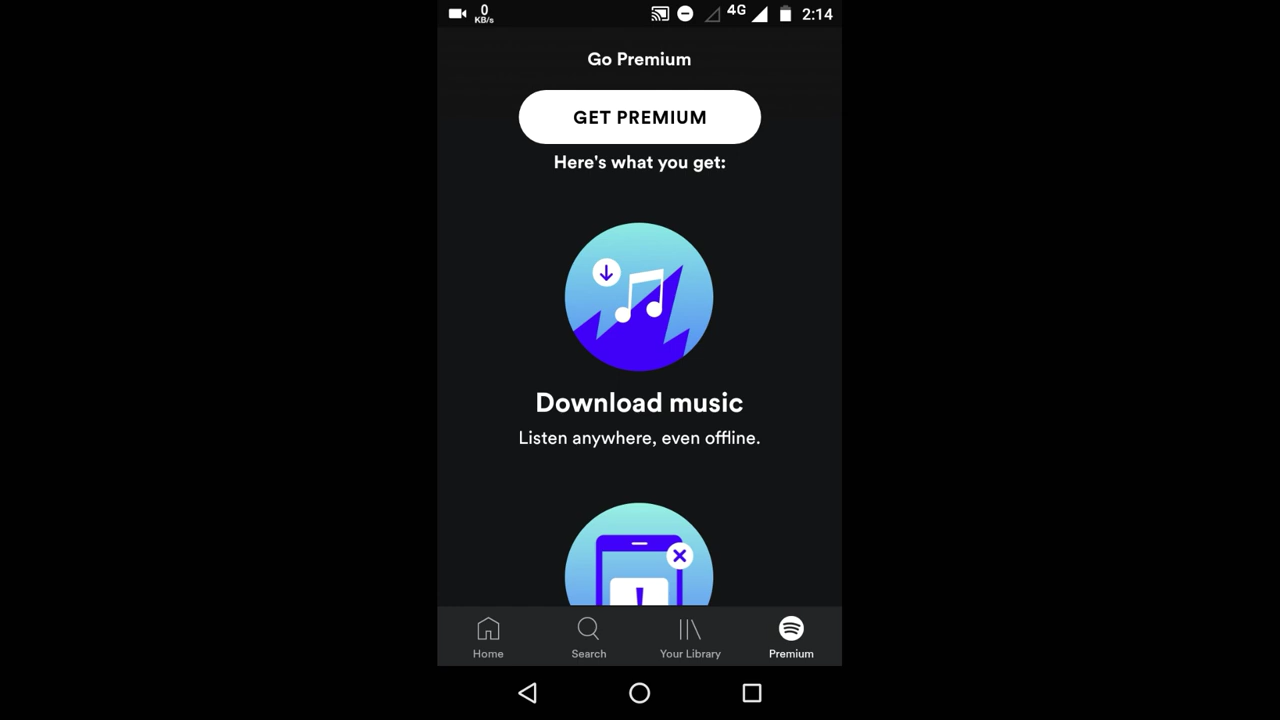 0
KB/s
4G
2:14
Go Premium
GET PREMIUM
Here's what you get:
Download music
Listen anywhere, even offline.
!
Home
Search
Your Library
Premium